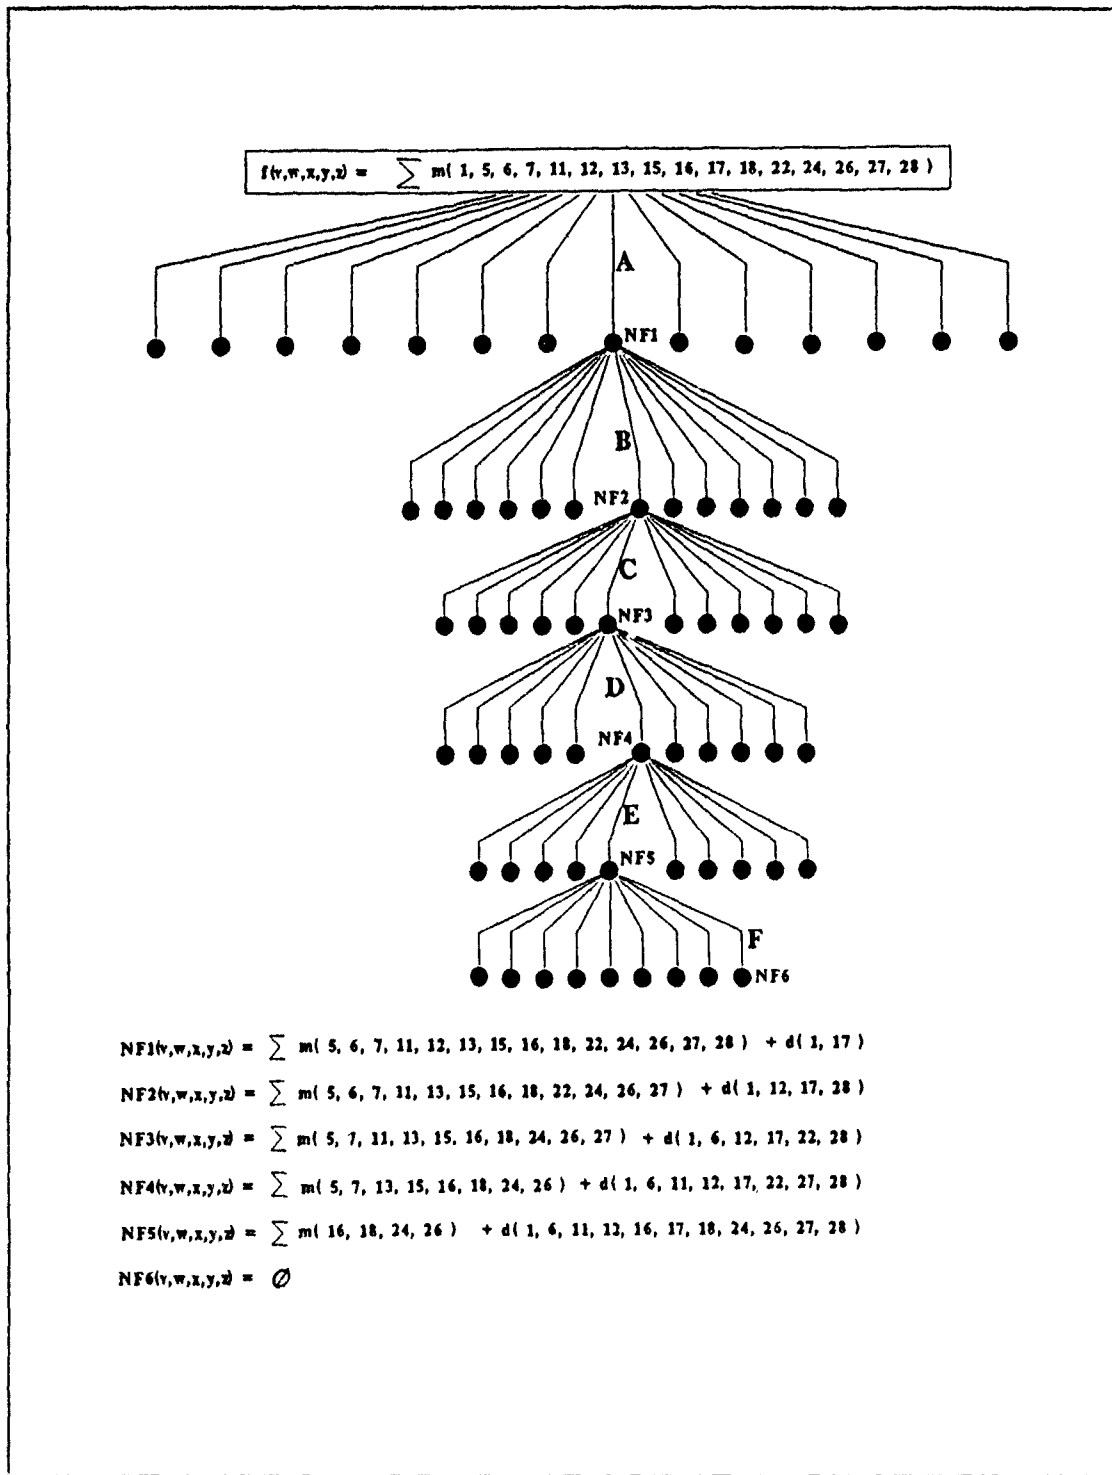 f(v,w,x,y,z) = ∑ m( 1, 5, 6, 7, 11, 12, 13, 15, 16, 17, 18, 22, 24, 26, 27, 28 )
A
NF1
B
NF2
C
NF3
D
NF4
E
NF5
F
NF6
NF1(v,w,x,y,z) = ∑ m( 5, 6, 7, 11, 12, 13, 15, 16, 18, 22, 24, 26, 27, 28 ) + d( 1, 17 )
NF2(v,w,x,y,z) = ∑ m( 5, 6, 7, 11, 13, 15, 16, 18, 22, 24, 26, 27 ) + d( 1, 12, 17, 28 )
NF3(v,w,x,y,z) = ∑ m( 5, 7, 11, 13, 15, 16, 18, 24, 26, 27 ) + d( 1, 6, 12, 17, 22, 28 )
NF4(v,w,x,y,z) = ∑ m( 5, 7, 13, 15, 16, 18, 24, 26 ) + d( 1, 6, 11, 12, 17, 22, 27, 28 )
NF5(v,w,x,y,z) = ∑ m( 16, 18, 24, 26 ) + d( 1, 6, 11, 12, 16, 17, 18, 24, 26, 27, 28 )
NF6(v,w,x,y,z) = ∅